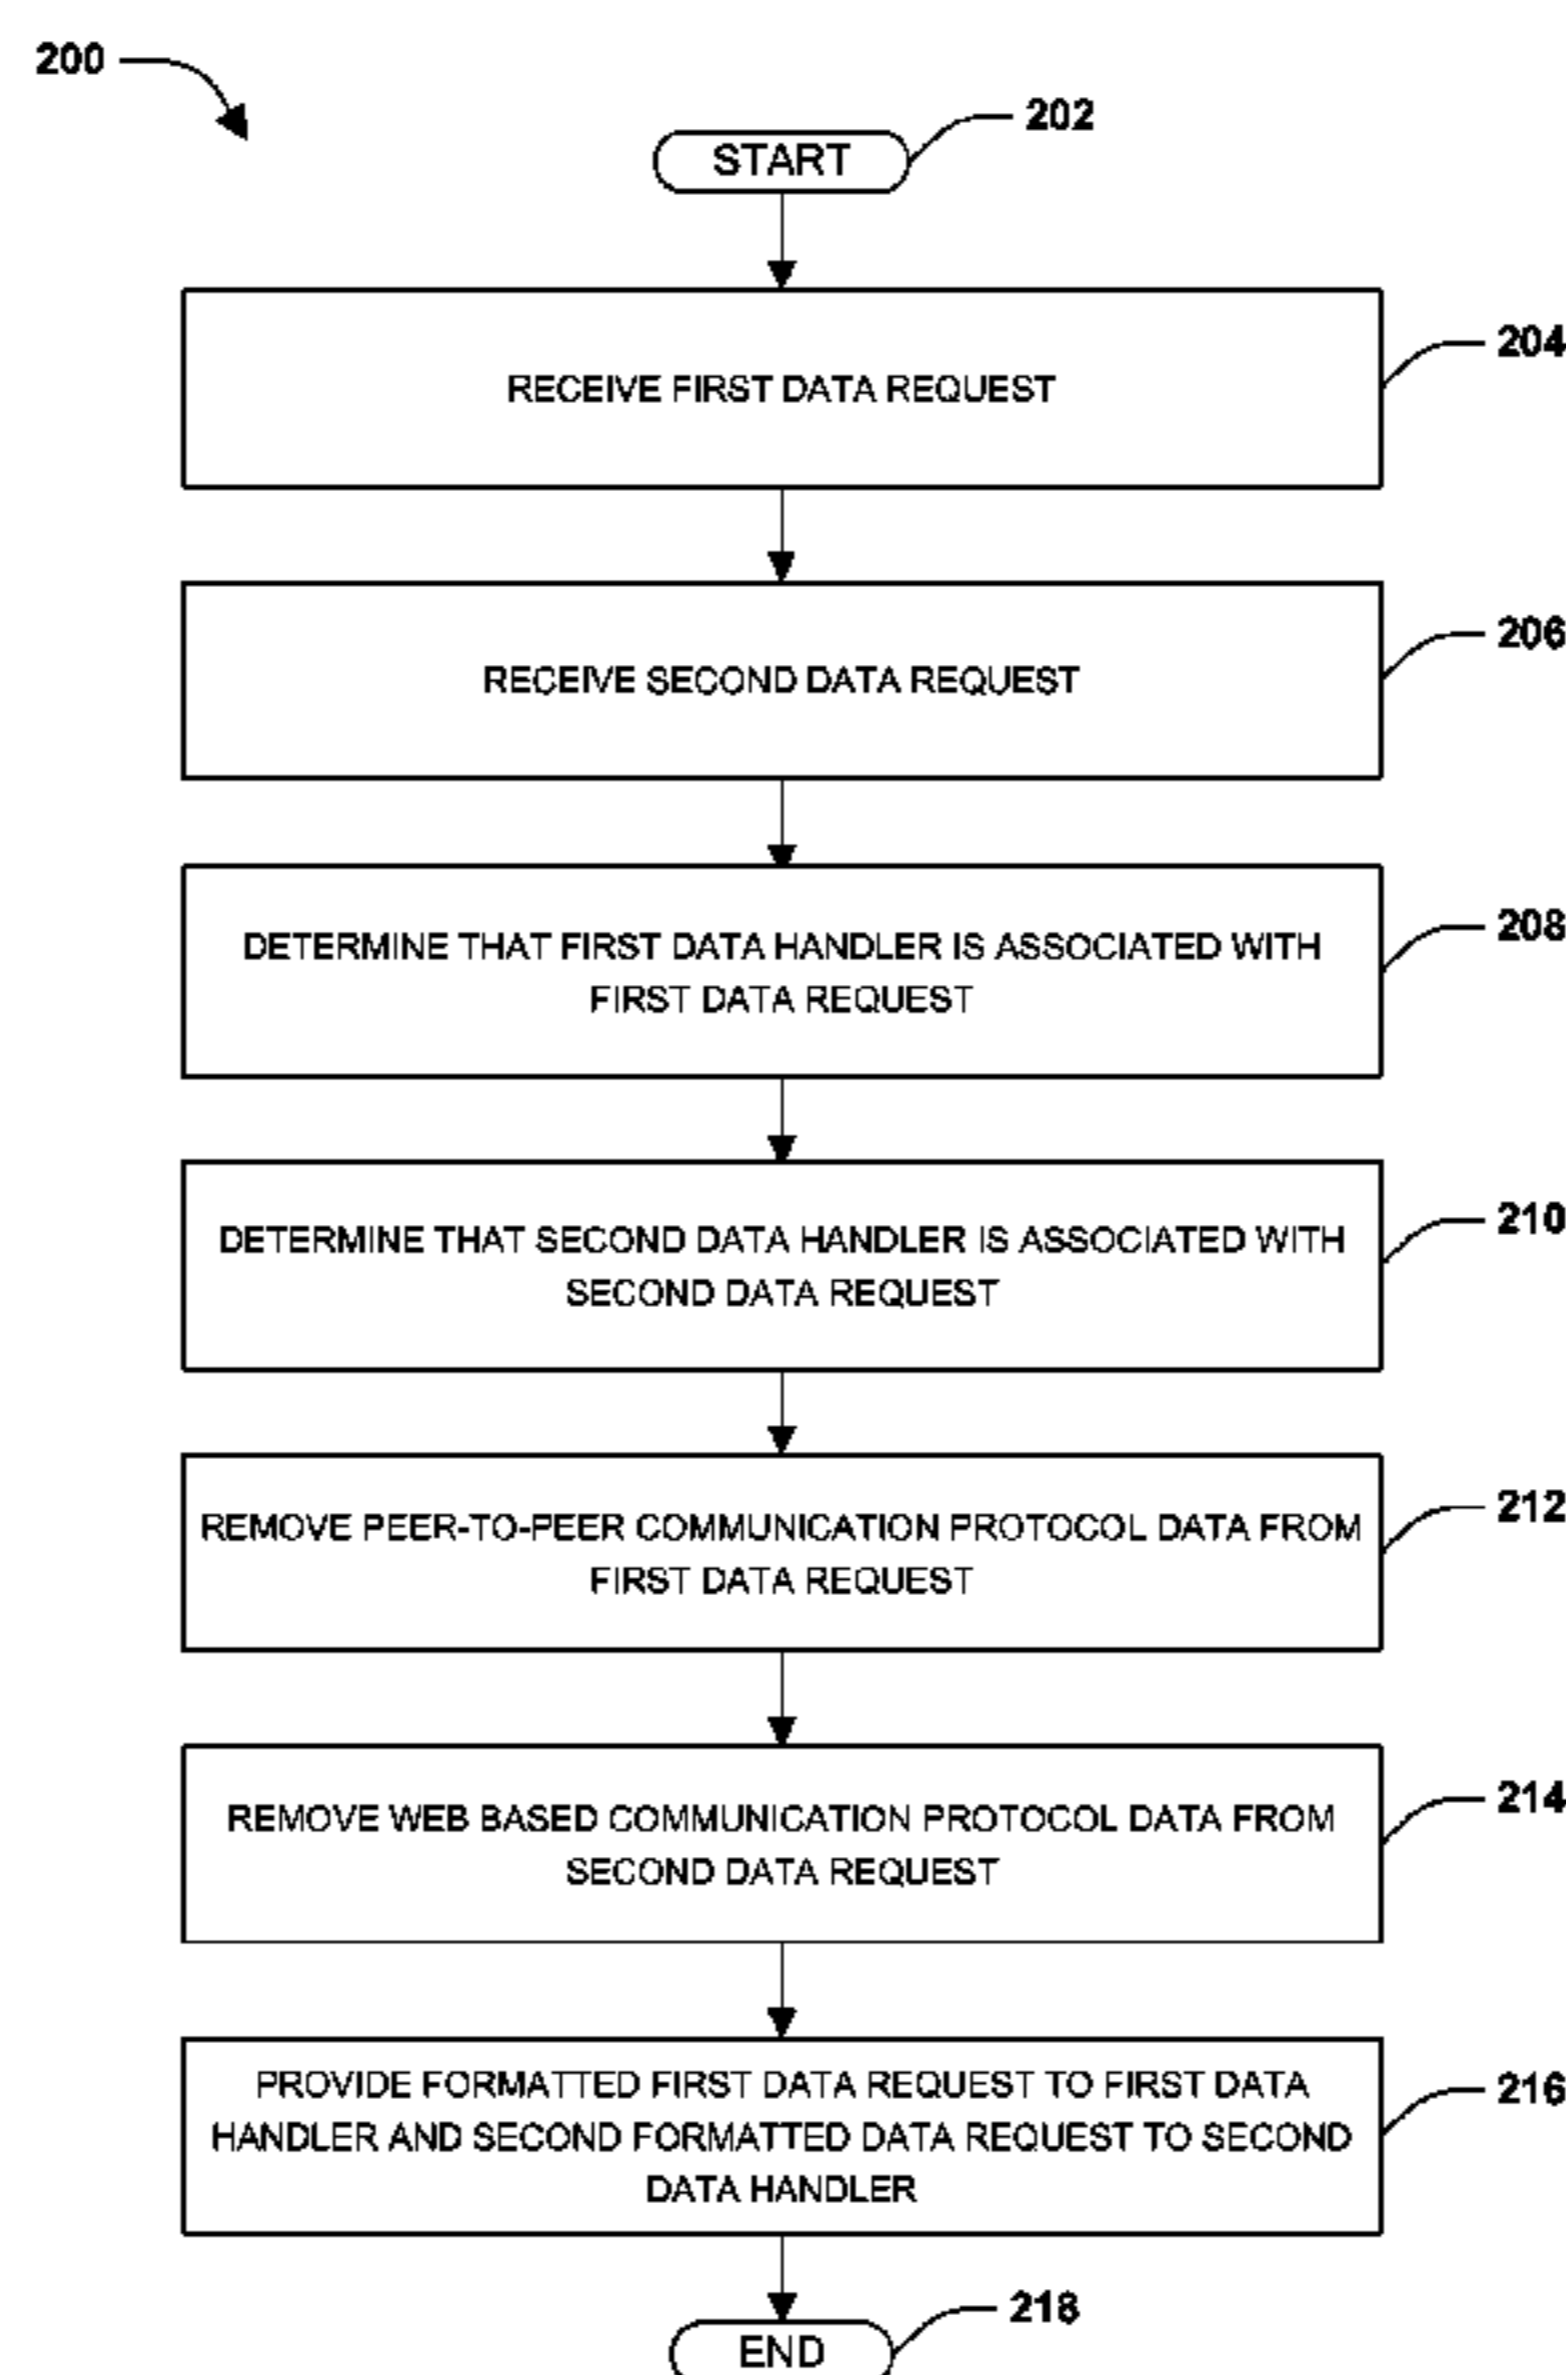 200
202
START
204
RECEIVE FIRST DATA REQUEST
206
RECEIVE SECOND DATA REQUEST
208
DETERMINE THAT FIRST DATA HANDLER IS ASSOCIATED WITH
FIRST DATA REQUEST
210
DETERMINE THAT SECOND DATA HANDLER IS ASSOCIATED WITH
SECOND DATA REQUEST
212
REMOVE PEER-TO-PEER COMMUNICATION PROTOCOL DATA FROM
FIRST DATA REQUEST
214
REMOVE WEB BASED COMMUNICATION PROTOCOL DATA FROM
SECOND DATA REQUEST
216
PROVIDE FORMATTED FIRST DATA REQUEST TO FIRST DATA
HANDLER AND SECOND FORMATTED DATA REQUEST TO SECOND
DATA HANDLER
218
END